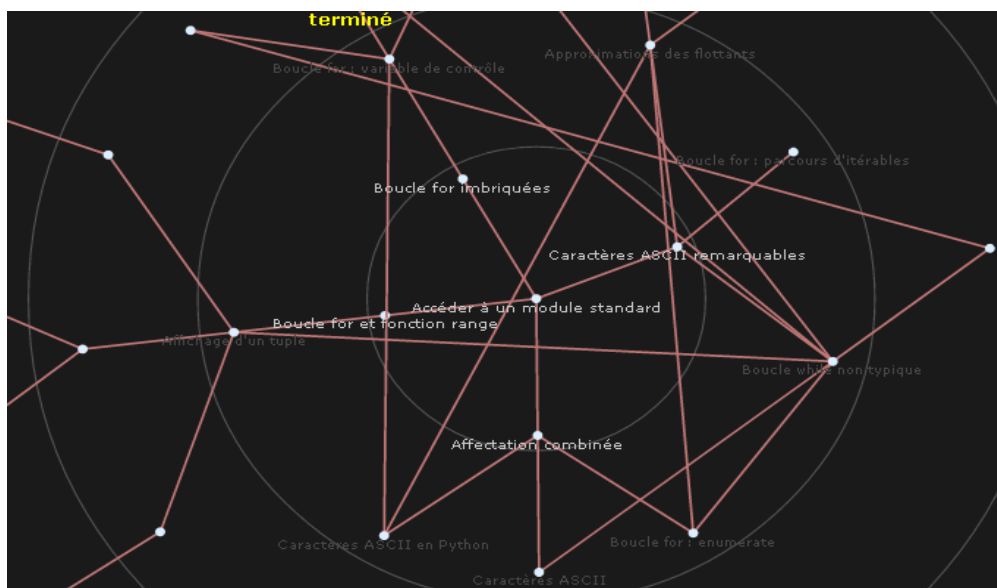 terminé
Approximations des flottants
Boucle for : variable de contrôle
Boucle for : parcours d'itérables
Boucle for imbriquées
Caractères ASCII remarquables
Accéder à un module standard
Boucle for et fonction range
Affichage d'un tuple
Boucle while non typique
Affectation combinée
Boucle for : enumerate
Caractères ASCII en Python
Caractères ASCII